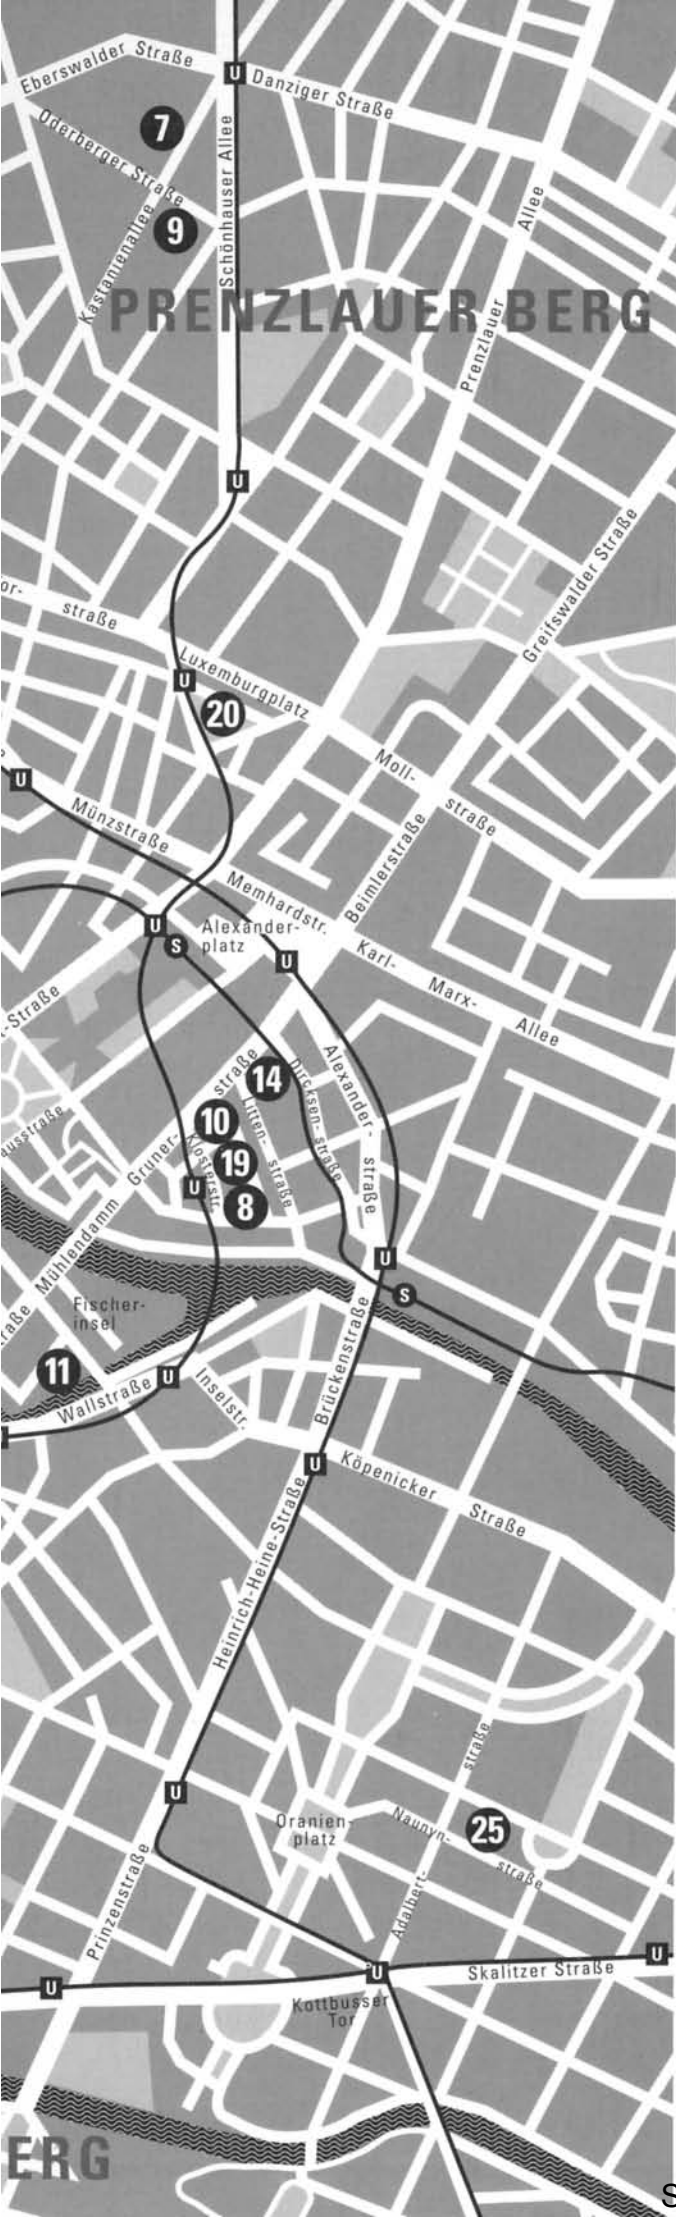 U
Eberswalder Straße
Danziger Straße
7
Oderberger Straße
Schönhauser Allee
9
Kastanienallee
Allee
PRENZLAUER BERG
Prenzlauer
U
Greifswalder Straße
or-
straße
Luxemburgplatz
U
20
Moll-
straße
U
Münzstraße
Beimlerstraße
Memhardstr.
U
S
Alexander-
platz
U
Karl-
Marx-
Allee
-Straße
Alexander-
straße
14
Dircksen-
straße
10
Litten-
straße
ausstraße
Gruner-
straße
19
Klosterstr.
U
8
Mühlendamm
raße
U
S
Fischer-
insel
Brückenstraße
11
U
Wallstraße
Inselstr.
U
Köpenicker
Straße
Heinrich-Heine-Straße
U
Oranien-
platz
Naunyn-
straße
25
Adalbert-
straße
Prinzenstraße
U
U
U
Skalitzer Straße
Kottbusser
Tor
ERG
S